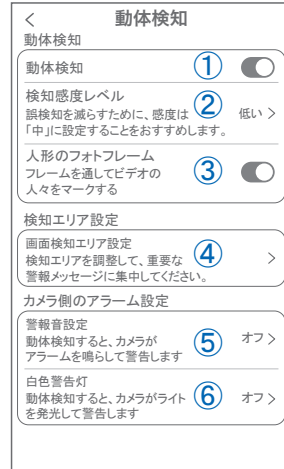 < 動体検知
動体検知
動体検知 ①
検知感度レベル
誤検知を減らすために、感度は ② 低い >
「中」に設定することをおすすめします。
人形のフォトフレーム
フレームを通してビデオの ③
人々をマークする
検知エリア設定
画面検知エリア設定
検知エリアを調整して、重要な ④ >
警報メッセージに集中してください。
カメラ側のアラーム設定
警報音設定
動体検知すると、カメラが ⑤ オフ >
アラームを鳴らして警告します
白色警告灯
動体検知すると、カメラがライト ⑥ オフ >
を発光して警告します